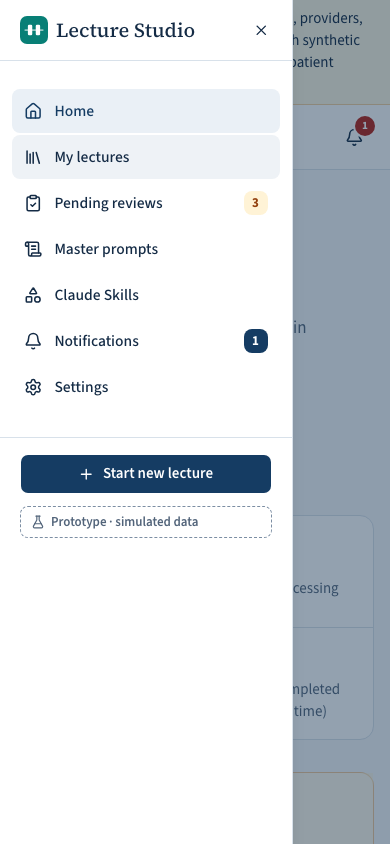 Lecture Studio
, providers,
h synthetic
patient
Home
1
My lectures
Pending reviews 3
Master prompts
Claude Skills
in
Notifications 1
Settings
Start new lecture
Prototype · simulated data
cessing
mpleted
time)